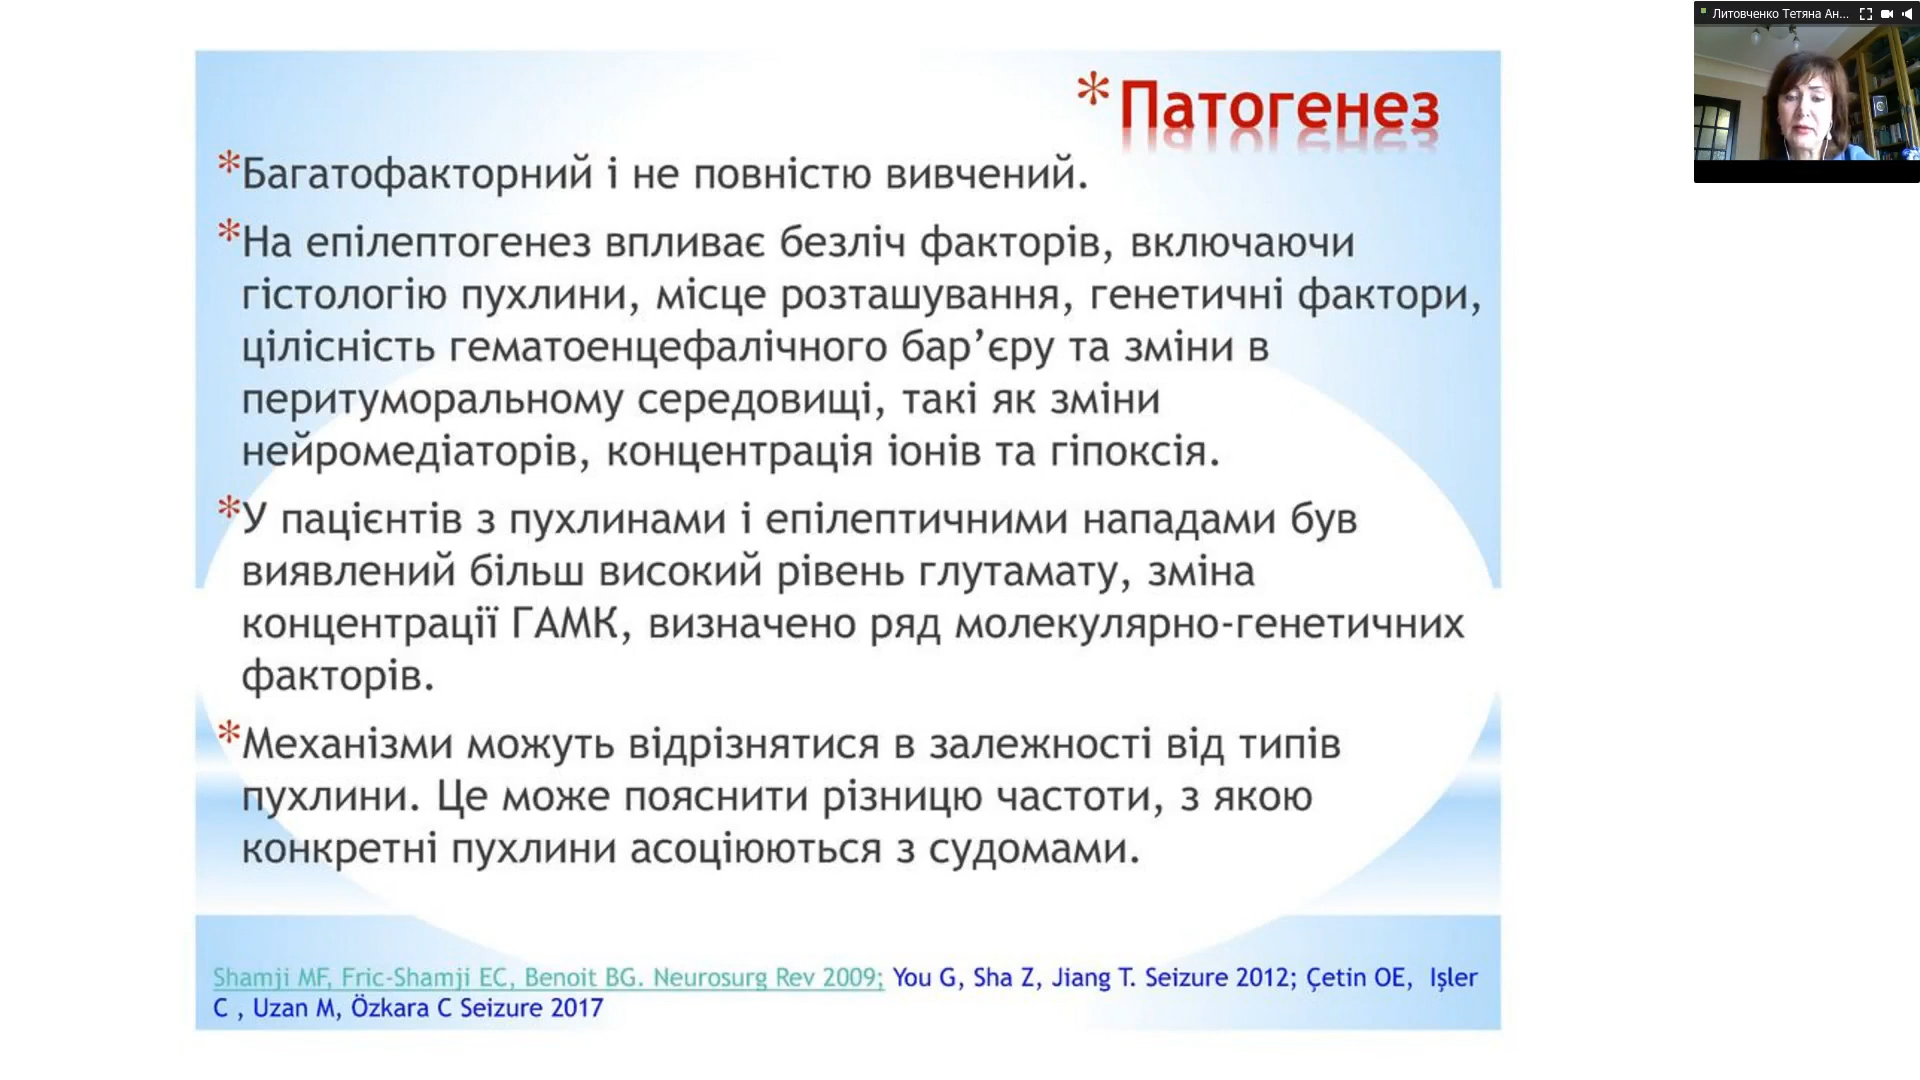 Литовченко Тетяна Ан...
*Патогенез
*Багатофакторний і не повністю вивчений.
*На епілептогенез впливає безліч факторів, включаючи
гістологію пухлини, місце розташування, генетичні фактори,
цілісність гематоенцефалічного бар’єру та зміни в
перитуморальному середовищі, такі як зміни
нейромедіаторів, концентрація іонів та гіпоксія.
*У пацієнтів з пухлинами і епілептичними нападами був
виявлений більш високий рівень глутамату, зміна
концентрації ГАМК, визначено ряд молекулярно-генетичних
факторів.
*Механізми можуть відрізнятися в залежності від типів
пухлини. Це може пояснити різницю частоти, з якою
конкретні пухлини асоціюються з судомами.
Shamji MF, Fric-Shamji EC, Benoit BG. Neurosurg Rev 2009; You G, Sha Z, Jiang T. Seizure 2012; Çetin OE, Işler
C , Uzan M, Özkara C Seizure 2017